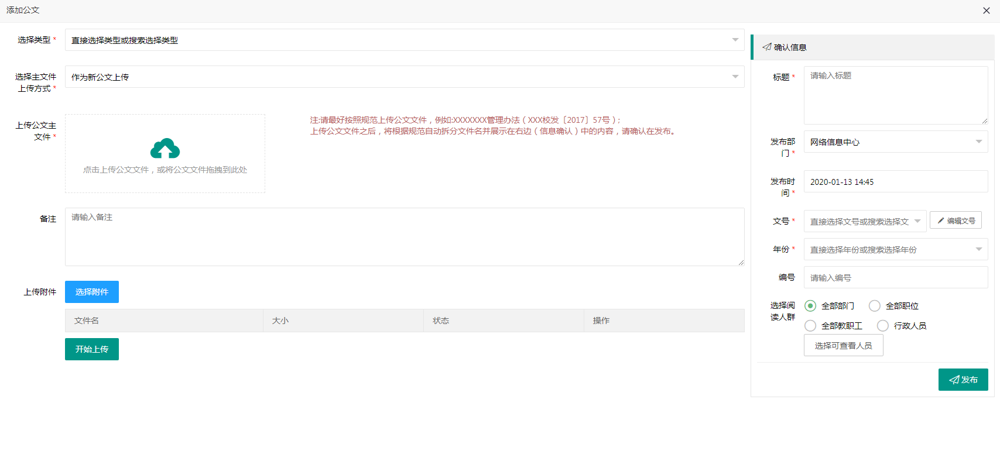 添加公文
选择类型 *
直接选择类型或搜索选择类型
选择主文件
上传方式 *
作为新公文上传
上传公文主
文件 *
点击上传公文文件，或将公文文件拖拽到此处
注:请最好按照规范上传公文文件，例如:XXXXXXX管理办法（XXX校发〔2017〕57号）;
上传公文文件之后，将根据规范自动拆分文件名并展示在右边（信息确认）中的内容，请确认在发布。
备注
请输入备注
上传附件
选择附件
文件名 大小 状态 操作
开始上传
确认信息
标题 *
请输入标题
发布部
门 *
网络信息中心
发布时
间 *
2020-01-13 14:45
文号 *
直接选择文号或搜索选择文
编辑文号
年份 *
直接选择年份或搜索选择年份
编号
请输入编号
选择阅
读人群
全部部门 全部职位
全部教职工 行政人员
选择可查看人员
发布